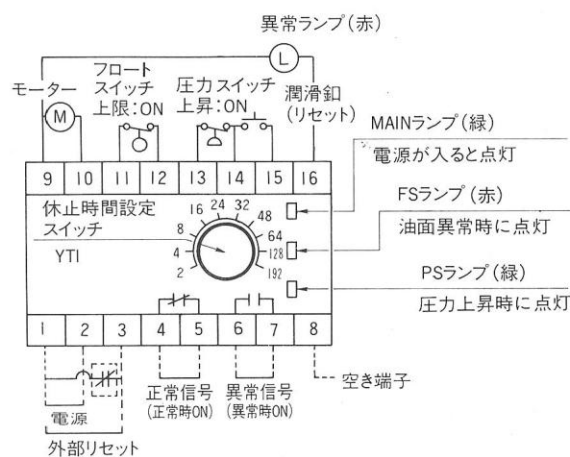 異常ランプ(赤)
L
フロート
スイッチ
上限:ON
圧力スイッチ
上昇:ON
モーター
M
潤滑釦
(リセット)
MAINランプ(緑)
電源が入ると点灯
9 10 11 12 13 14 15 16
休止時間設定
スイッチ
YTI
2 4 8 16 24 32 48 64 128 192
FSランプ(赤)
油面異常時に点灯
PSランプ(緑)
圧力上昇時に点灯
1 2 3 4 5 6 7 8
電源
外部リセット
正常信号
(正常時ON)
異常信号
(異常時ON)
空き端子